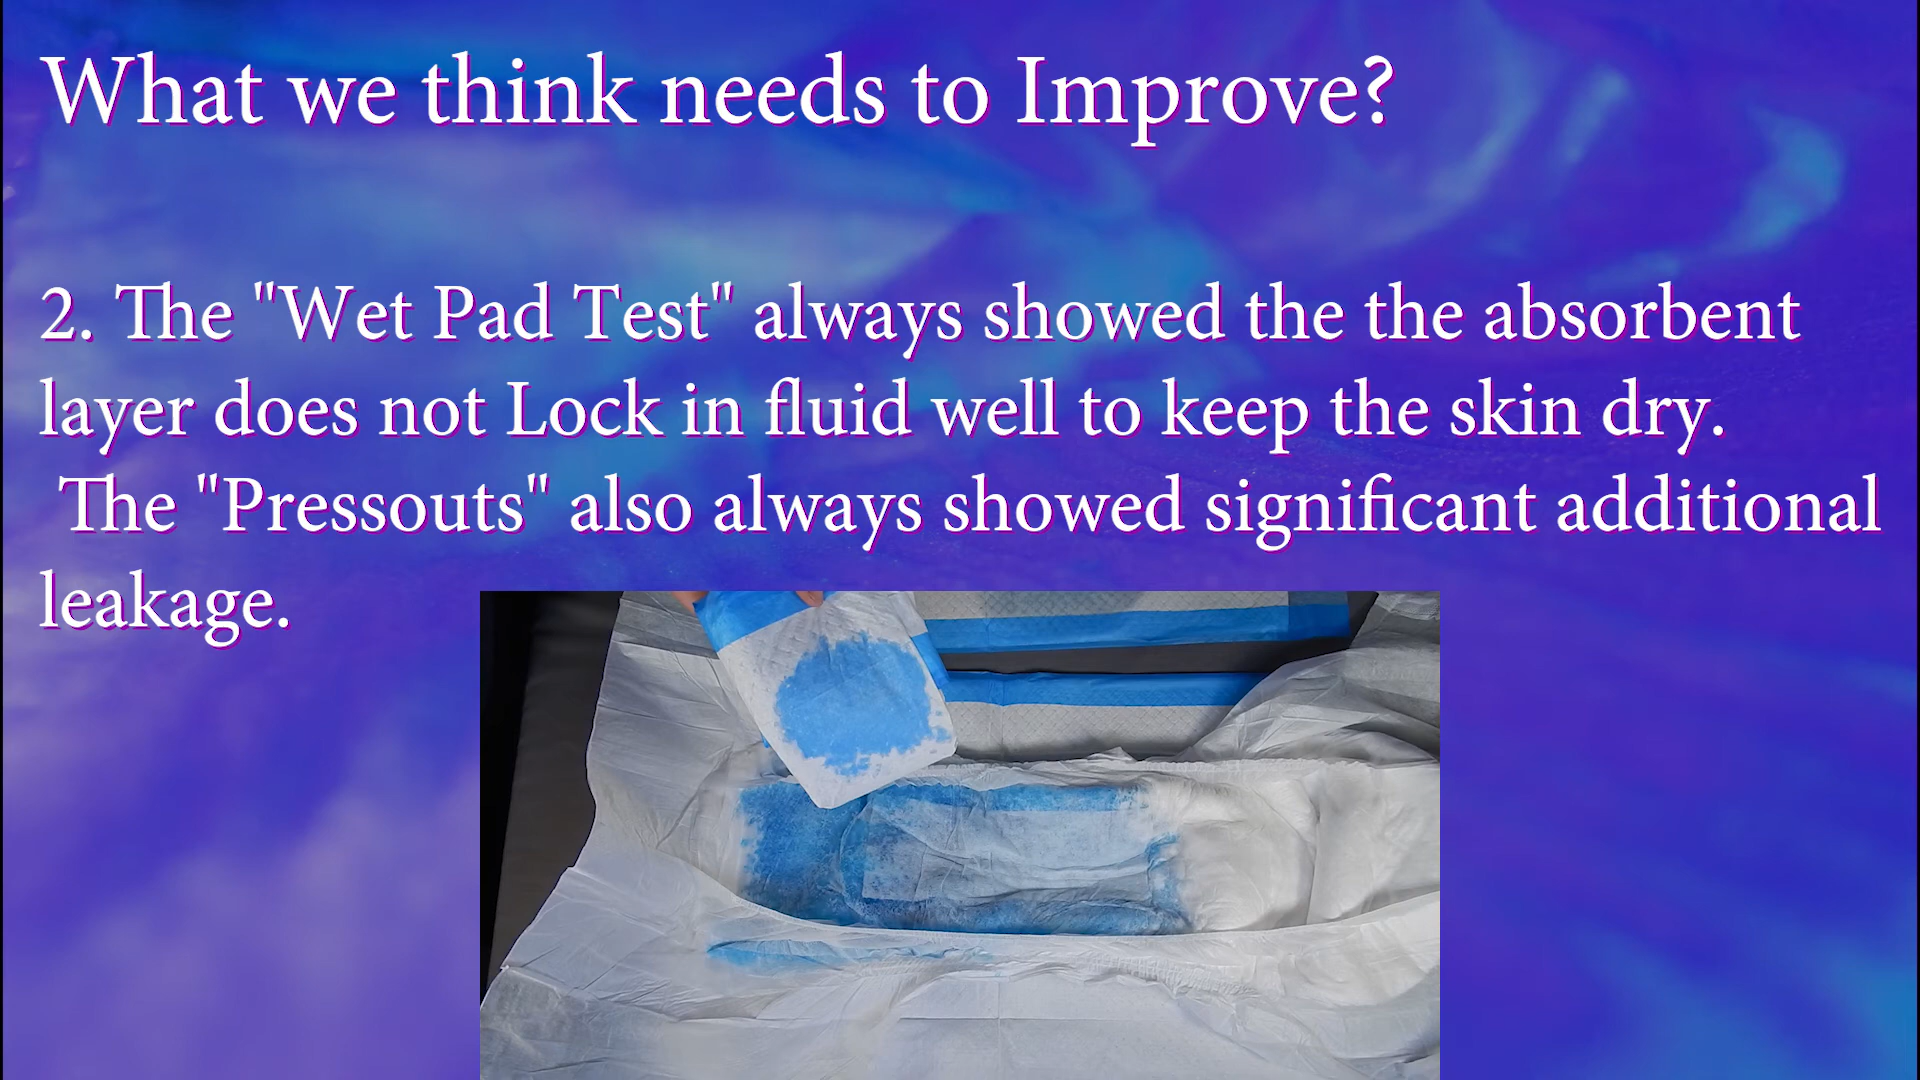 What we think needs to Improve?
2. The "Wet Pad Test" always showed the the absorbent
layer does not Lock in fluid well to keep the skin dry.
The "Pressouts" also always showed significant additional
leakage.